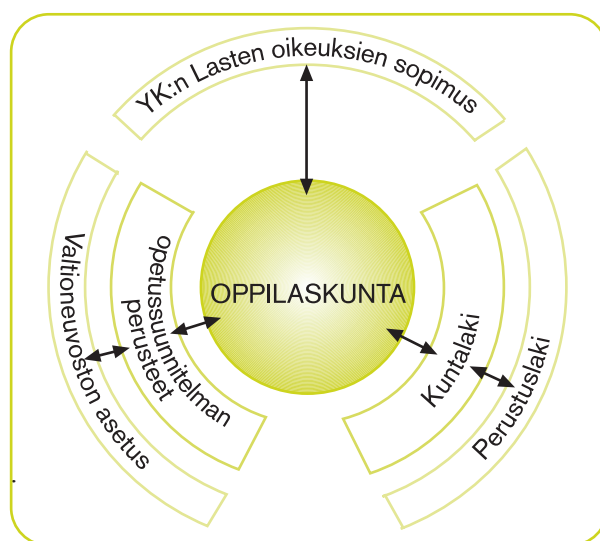 YK:n Lasten oikeuksien sopimus
Valtioneuvoston asetus
opetussuunnitelman
perusteet
OPPILASKUNTA
Kuntalaki
Perustuslaki